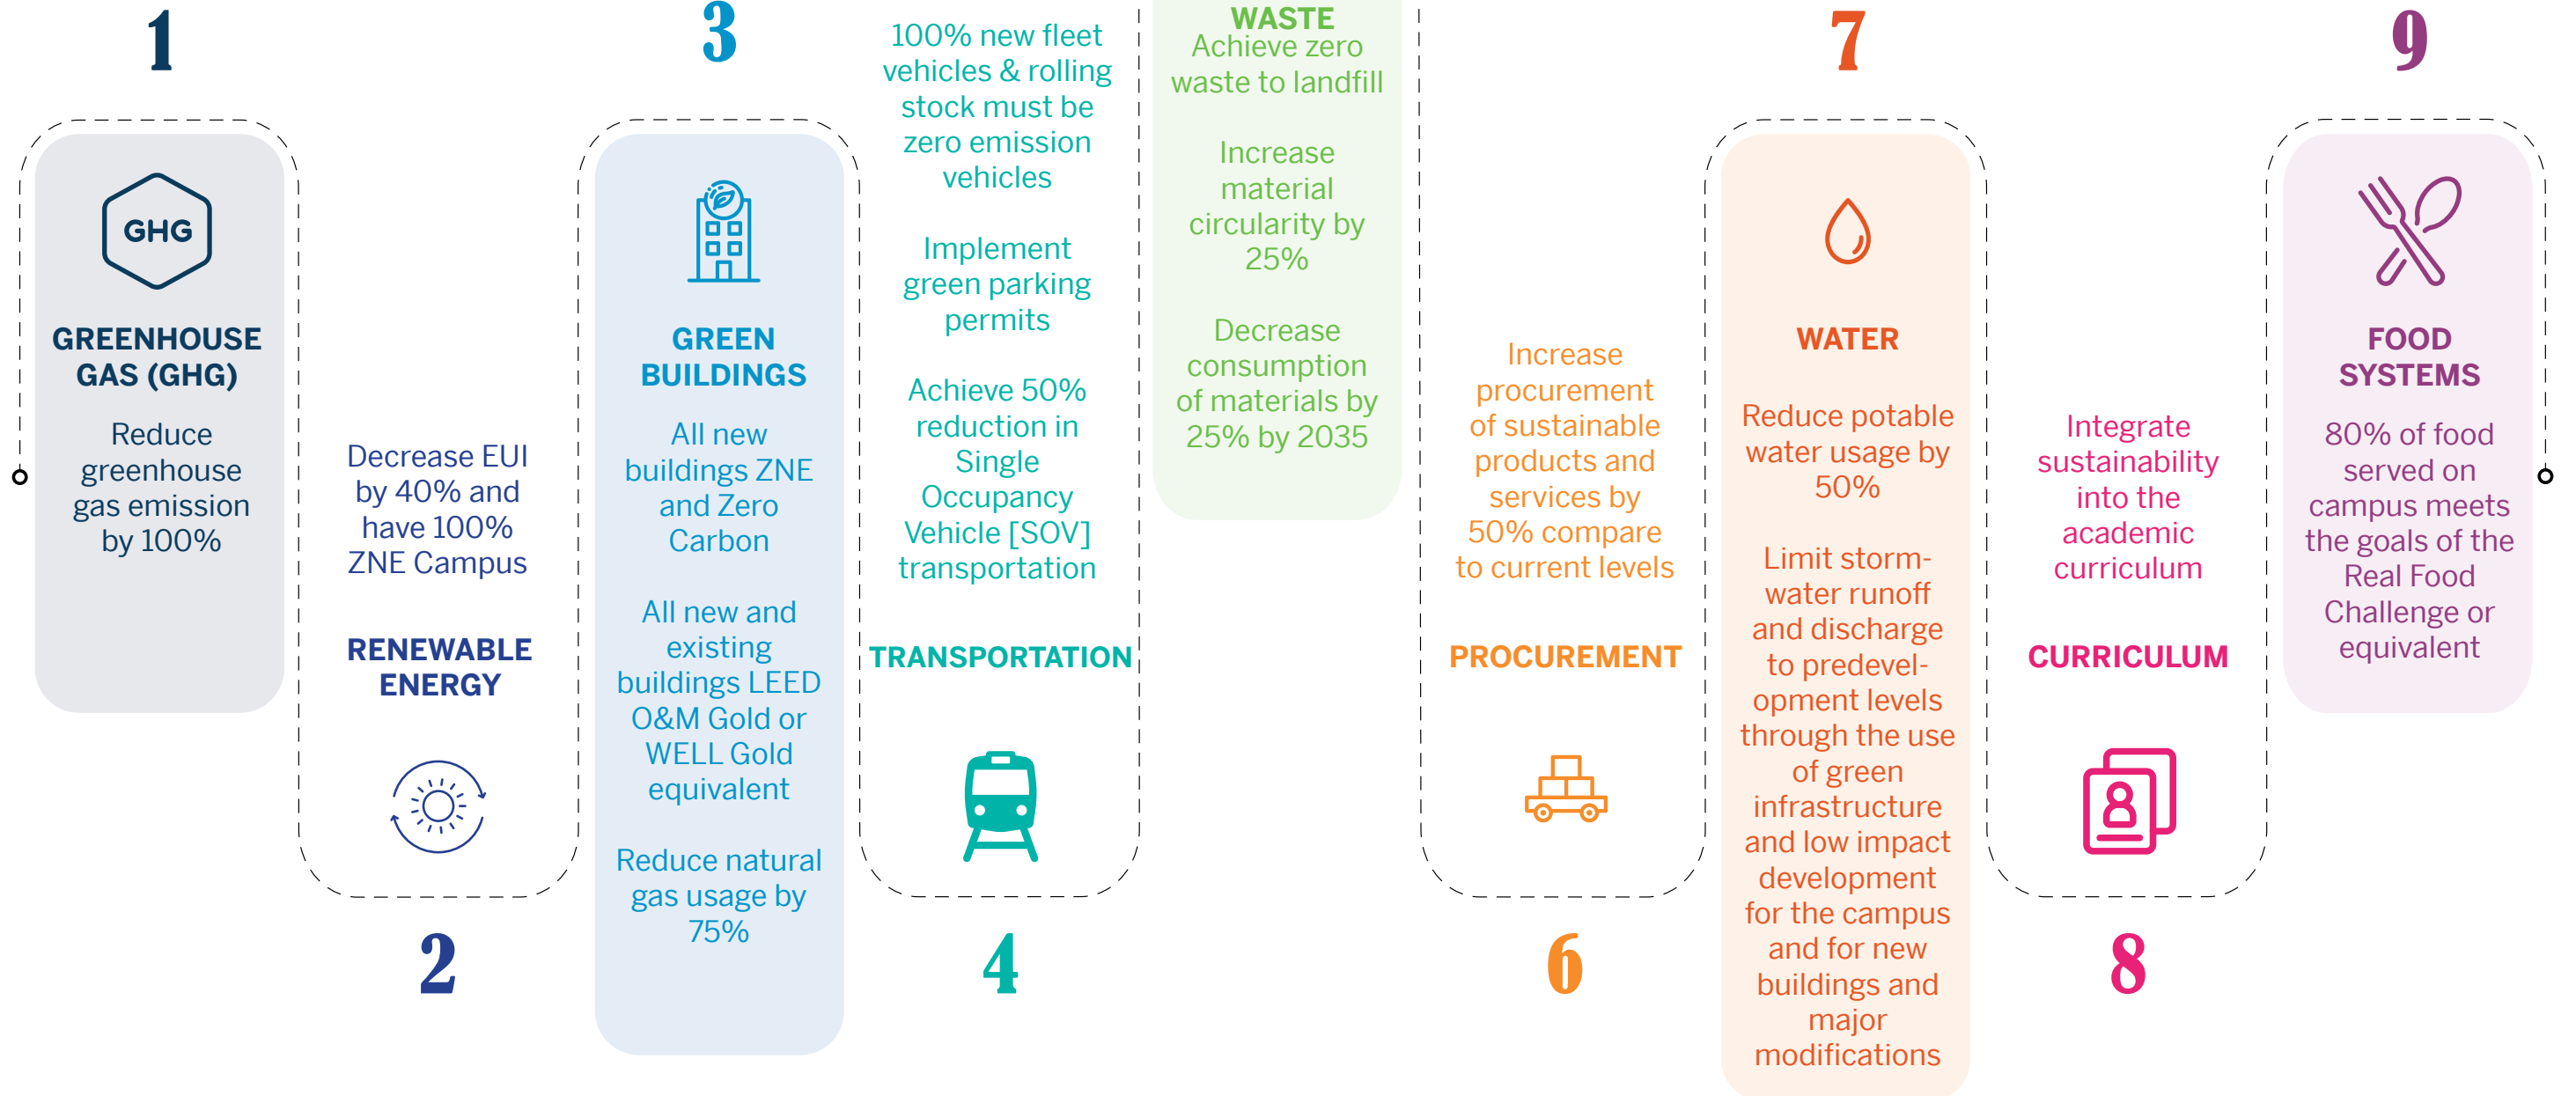 1
GHG
GREENHOUSE
GAS (GHG)
Reduce
greenhouse
gas emission
by 100%
Decrease EUI
by 40% and
have 100%
ZNE Campus
RENEWABLE
ENERGY
2
3
GREEN
BUILDINGS
All new
buildings ZNE
and Zero
Carbon
All new and
existing
buildings LEED
O&M Gold or
WELL Gold
equivalent
Reduce natural
gas usage by
75%
100% new fleet
vehicles & rolling
stock must be
zero emission
vehicles
Implement
green parking
permits
Achieve 50%
reduction in
Single
Occupancy
Vehicle [SOV]
transportation
TRANSPORTATION
4
WASTE
Achieve zero
waste to landfill
Increase
material
circularity by
25%
Decrease
consumption
of materials by
25% by 2035
Increase
procurement
of sustainable
products and
services by
50% compare
to current levels
PROCUREMENT
6
7
WATER
Reduce potable
water usage by
50%
Limit storm-
water runoff
and discharge
to predevel-
opment levels
through the use
of green
infrastructure
and low impact
development
for the campus
and for new
buildings and
major
modifications
Integrate
sustainability
into the
academic
curriculum
CURRICULUM
8
9
FOOD
SYSTEMS
80% of food
served on
campus meets
the goals of the
Real Food
Challenge or
equivalent